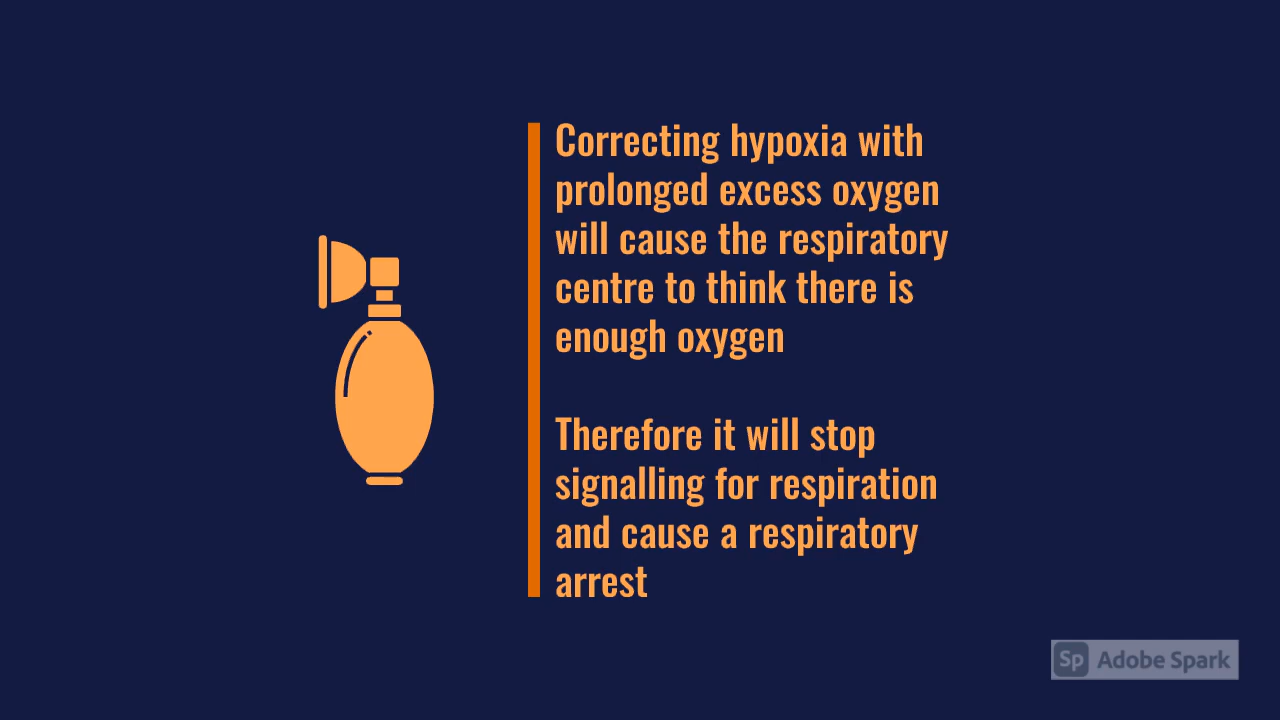 Correcting hypoxia with
prolonged excess oxygen
will cause the respiratory
centre to think there is
enough oxygen
Therefore it will stop
signalling for respiration
and cause a respiratory
arrest
Sp Adobe Spark